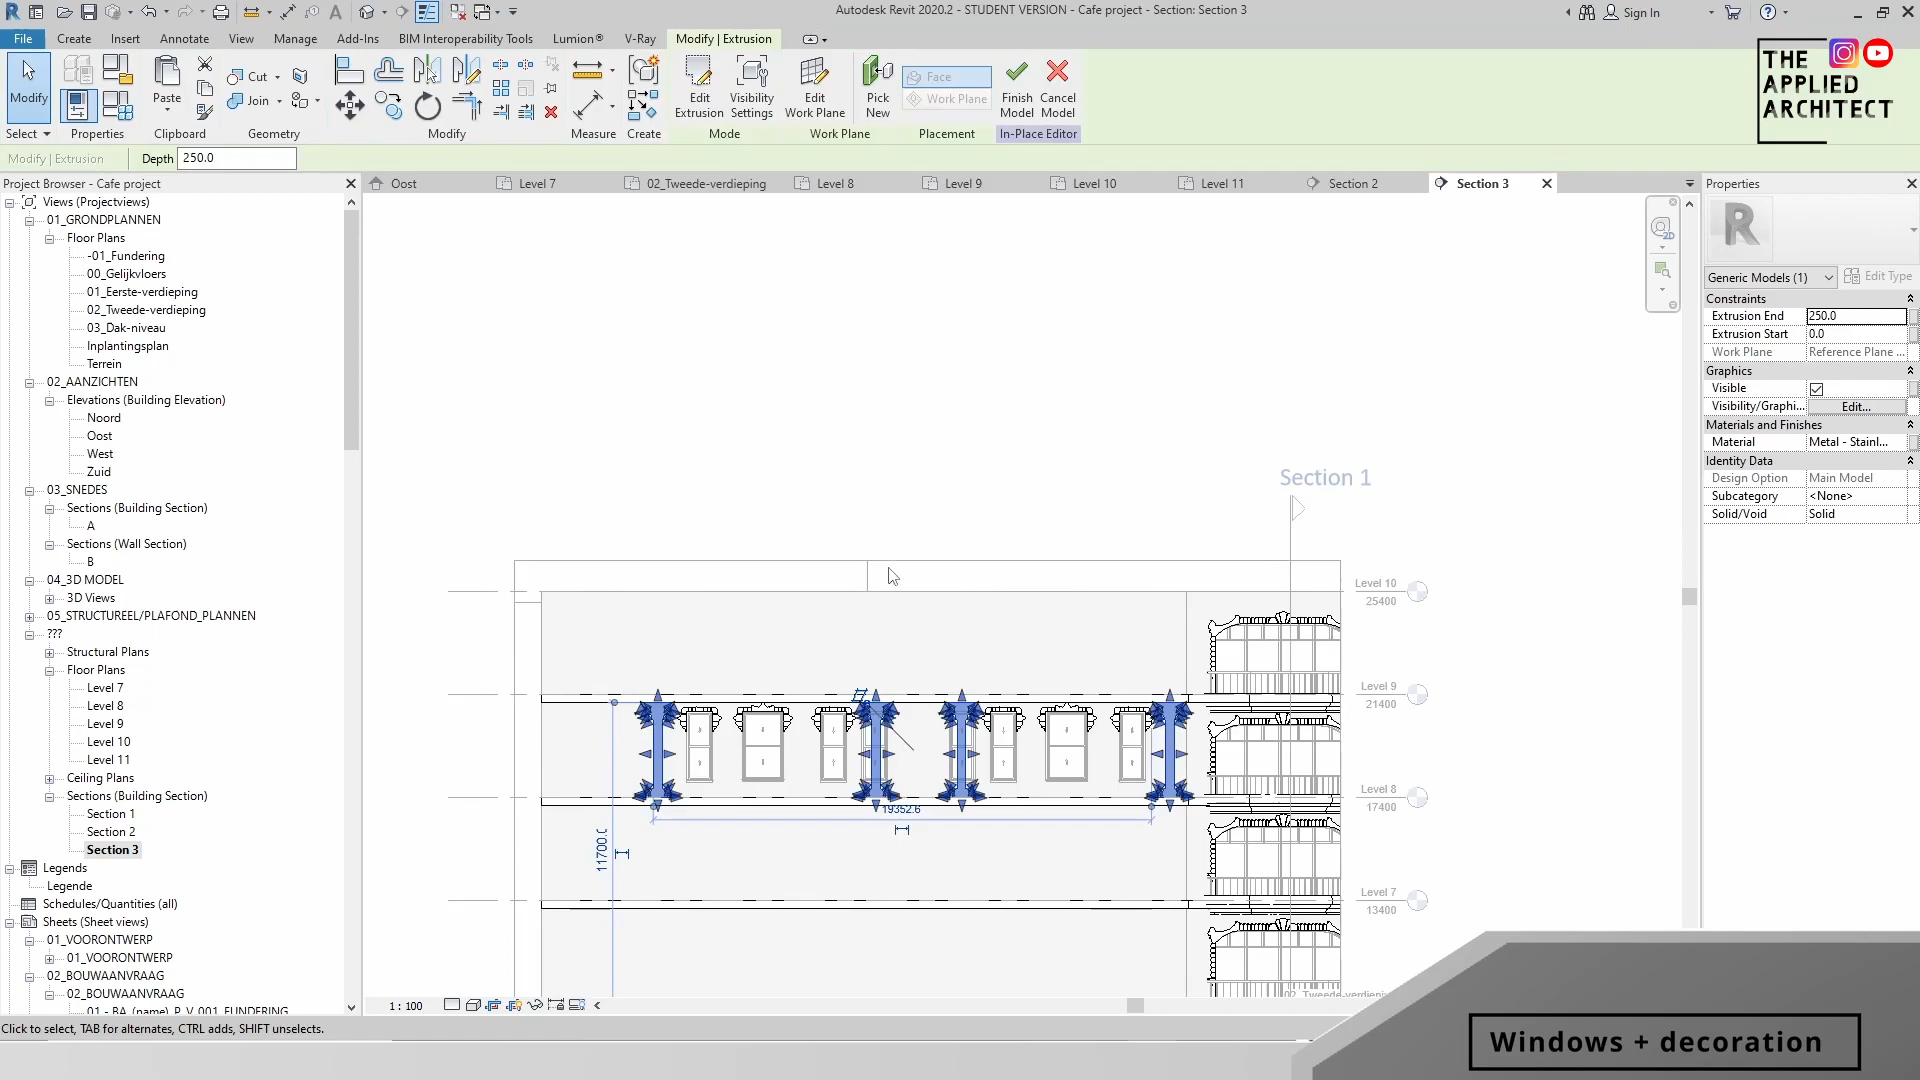 Autodesk Revit 2020.2 - STUDENT VERSION - Cafe project - Section: Section 3
Sign In
File
Create
Insert
Annotate
View
Manage
Add-Ins
BIM Interoperability Tools
Lumion®
V-Ray
Modify | Extrusion
Modify
Paste
Cut
Join
Edit
Extrusion
Visibility
Settings
Edit
Work Plane
Pick
New
Face
Work Plane
Finish
Model
Cancel
Model
Select
Properties
Clipboard
Geometry
Modify
Measure
Create
Mode
Work Plane
Placement
In-Place Editor
THE
APPLIED
ARCHITECT
Modify | Extrusion
Depth
250.0
Project Browser - Cafe project
Oost
Level 7
02_Tweede-verdieping
Level 8
Level 9
Level 10
Level 11
Section 2
Section 3
Properties
Views (Projectviews)
01_GRONDPLANNEN
Floor Plans
-01_Fundering
00_Gelijkvloers
01_Eerste-verdieping
02_Tweede-verdieping
03_Dak-niveau
Inplantingsplan
Terrein
02_AANZICHTEN
Elevations (Building Elevation)
Noord
Oost
West
Zuid
03_SNEDES
Sections (Building Section)
A
Sections (Wall Section)
B
04_3D MODEL
3D Views
05_STRUCTUREEL/PLAFOND_PLANNEN
???
Structural Plans
Floor Plans
Level 7
Level 8
Level 9
Level 10
Level 11
Ceiling Plans
Sections (Building Section)
Section 1
Section 2
Section 3
Legends
Legende
Schedules/Quantities (all)
Sheets (Sheet views)
01_VOORONTWERP
01_VOORONTWERP
02_BOUWAANVRAAG
02_BOUWAANVRAAG
01 - BA_(name)_P_V_001_FUNDERING
2D
Section 1
Level 10
25400
Level 9
21400
Level 8
17400
Level 7
13400
02_Tweede-verdiepin
19352.6
11700.0
Generic Models (1)
Edit Type
Constraints
Extrusion End
250.0
Extrusion Start
0.0
Work Plane
Reference Plane ...
Graphics
Visible
Visibility/Graphi...
Edit...
Materials and Finishes
Material
Metal - Stainl...
Identity Data
Design Option
Main Model
Subcategory
<None>
Solid/Void
Solid
1 : 100
Click to select, TAB for alternates, CTRL adds, SHIFT unselects.
Windows + decoration